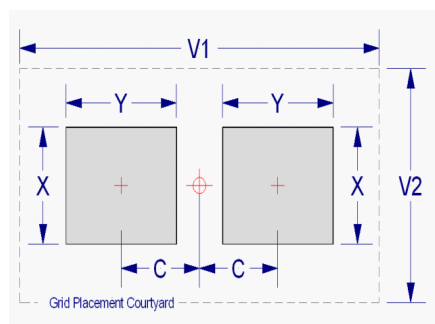 V1
Y Y
X X V2
C C
Grid Placement Courtyard